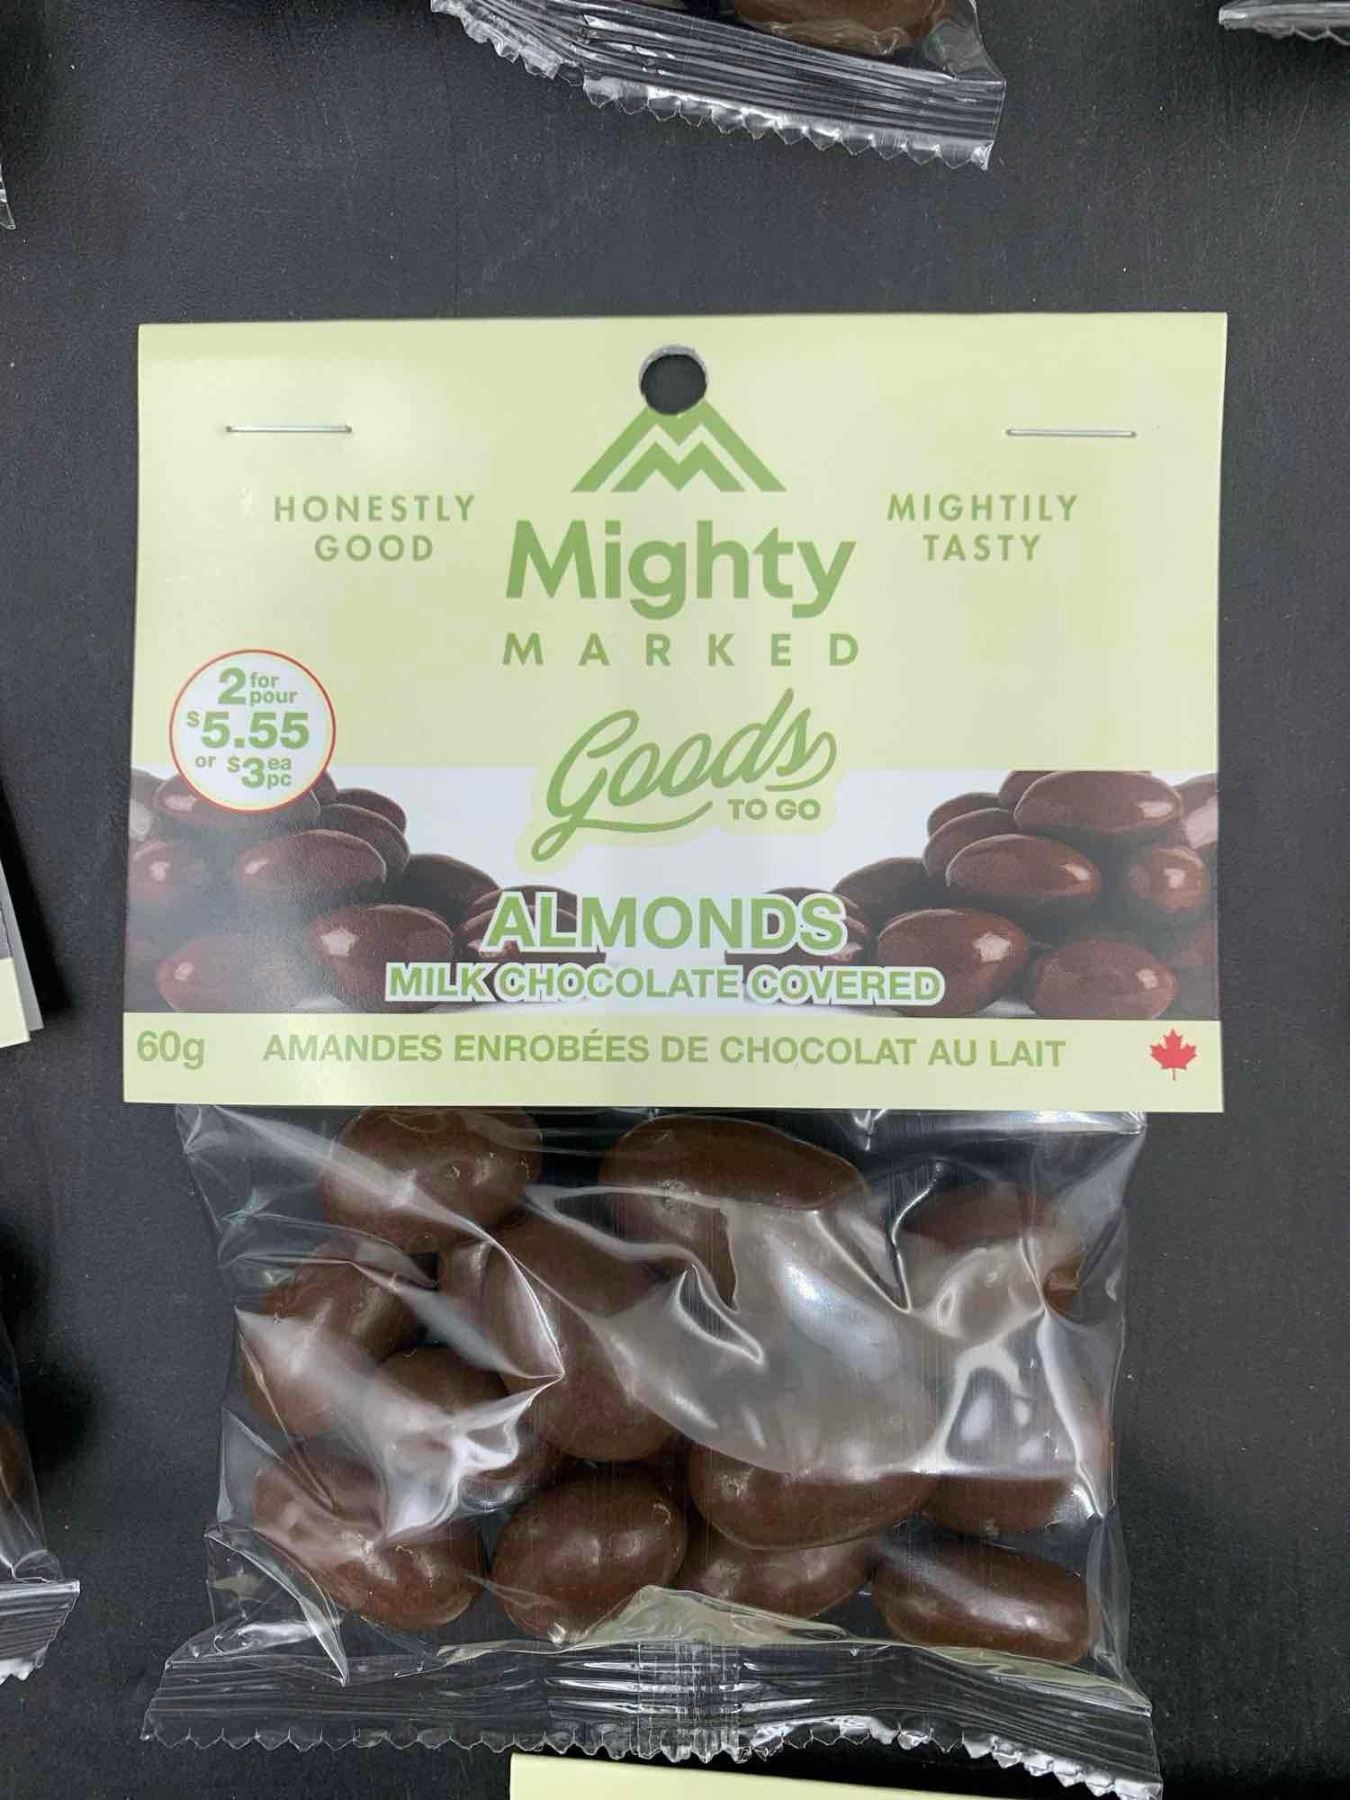 HONESTLY
GOOD
Mighty
MARKED
MIGHTILY
TASTY
2 for
pour
$5.55
or $3 ea
pc
Goods
TO GO
ALMONDS
MILK CHOCOLATE COVERED
60g AMANDES ENROBÉES DE CHOCOLAT AU LAIT